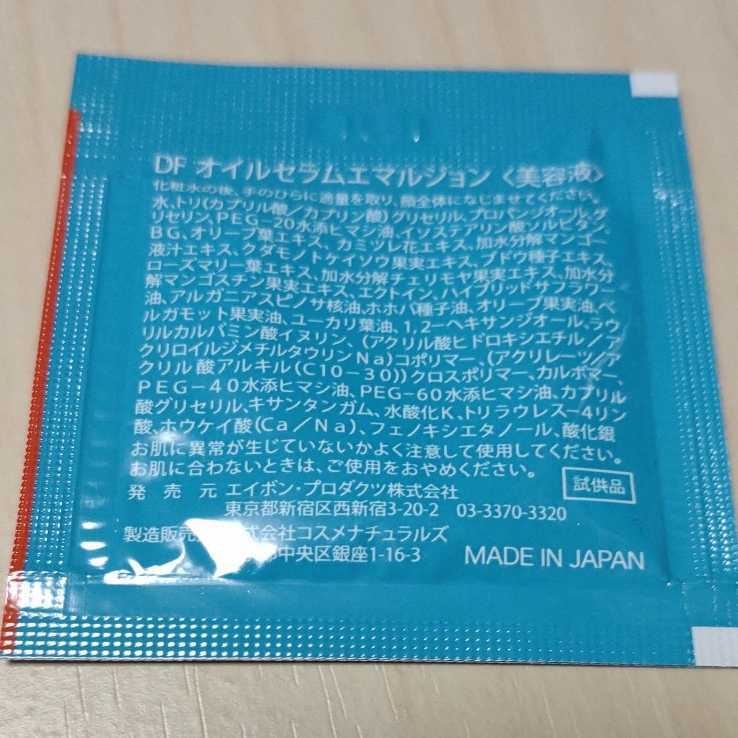 DF オイルセラムエマルジョン〈美容液〉
化粧水の後、手のひらに適量を取り、顔全体になじませてください。
水、トリ(カプリル酸/カプリン酸)グリセリル、プロパンジオール、グ
リセリン、PEG-20水添ヒマシ油、イソステアリン酸ソルビタン、
BG、オリーブ葉エキス、カミツレ花エキス、加水分解マンゴー
液汁エキス、クダモノトケイソウ果実エキス、ブドウ種子エキス、
ローズマリー葉エキス、加水分解チェリモヤ果実エキス、加水分
解マンゴスチン果実エキス、エクトイン、ハイブリッドサフラワー
油、アルガニアスピノサ核油、ホホバ種子油、オリーブ果実油、ベ
ルガモット果実油、ユーカリ葉油、1,2-ヘキサンジオール、ラウ
リルカルバミン酸イヌリン、(アクリル酸ヒドロキシエチル/ア
クリロイルジメチルタウリンNa)コポリマー、(アクリレーツ/ア
クリル酸アルキル(C10-30))クロスポリマー、カルボマー、
PEG-40水添ヒマシ油、PEG-60水添ヒマシ油、カプリル
酸グリセリル、キサンタンガム、水酸化K、トリラウレス-4リン
酸、ホウケイ酸(Ca/Na)、フェノキシエタノール、酸化銀
お肌に異常が生じていないかよく注意して使用してください。
お肌に合わないときは、ご使用をおやめください。
試供品
発売元 エイボン・プロダクツ株式会社
東京都新宿区西新宿3-20-2 03-3370-3320
製造販売 式会社コスメナチュラルズ
中央区銀座1-16-3
MADE IN JAPAN